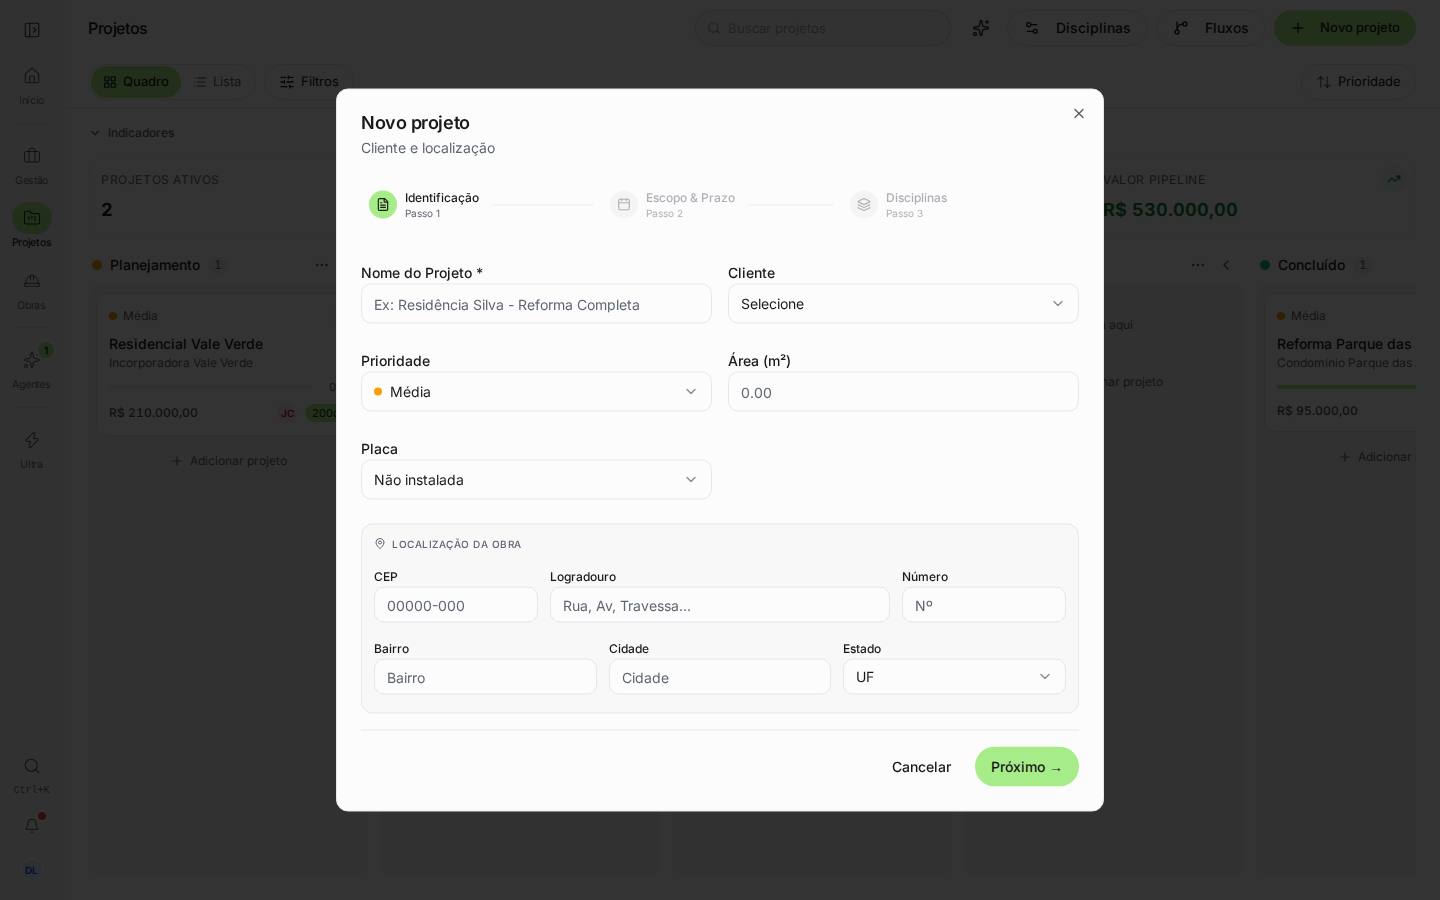 Projetos
Buscar projetos
Disciplinas
Fluxos
Novo projeto
Início
Gestão
Projetos
Obras
1
Agentes
Ultra
Ctrl+K
DL
Quadro
Lista
Filtros
Prioridade
Indicadores
PROJETOS ATIVOS
2
VALOR PIPELINE
R$ 530.000,00
Planejamento 1
Média
Residencial Vale Verde
Incorporadora Vale Verde
R$ 210.000,00
JC
Adicionar projeto
Concluído 1
Média
Reforma Parque das
Condomínio Parque das
R$ 95.000,00
Adicionar
aqui
projeto
Novo projeto
Cliente e localização
Identificação
Passo 1
Escopo & Prazo
Passo 2
Disciplinas
Passo 3
Nome do Projeto *
Ex: Residência Silva - Reforma Completa
Cliente
Selecione
Prioridade
Média
Área (m²)
0.00
Placa
Não instalada
LOCALIZAÇÃO DA OBRA
CEP
00000-000
Logradouro
Rua, Av, Travessa...
Número
Nº
Bairro
Bairro
Cidade
Cidade
Estado
UF
Cancelar
Próximo →